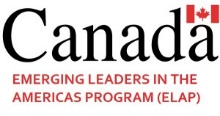 Canada
EMERGING LEADERS IN THE
AMERICAS PROGRAM (ELAP)